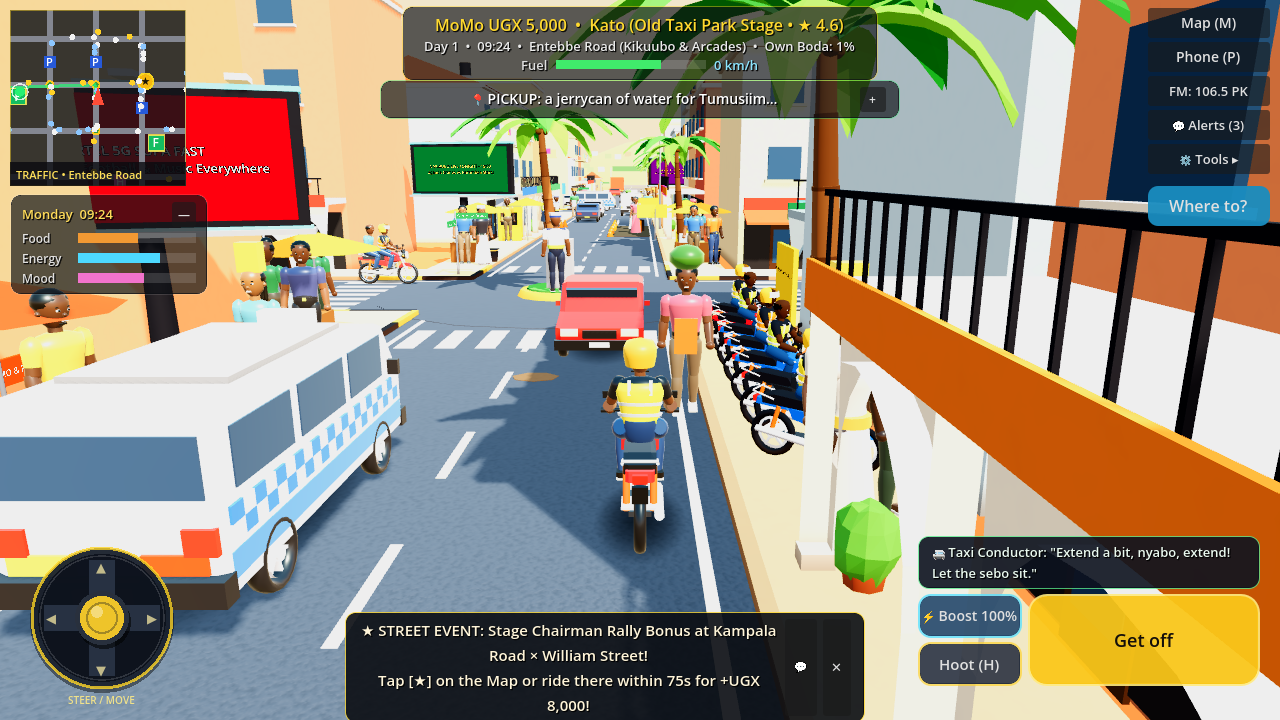 MoMo UGX 5,000 • Kato (Old Taxi Park Stage • ★ 4.6)
Day 1 • 09:24 • Entebbe Road (Kikuubo & Arcades) • Own Boda: 1%
Fuel 0 km/h
📍 PICKUP: a jerrycan of water for Tumusiim... +
Map (M)
Phone (P)
FM: 106.5 PK
💬 Alerts (3)
⚙️ Tools ▸
Where to?
P
P
P
F
FAST
Everywhere
TRAFFIC • Entebbe Road
Monday 09:24 —
Food
Energy
Mood
STEER / MOVE
★ STREET EVENT: Stage Chairman Rally Bonus at Kampala
Road × William Street!
Tap [★] on the Map or ride there within 75s for +UGX
8,000!
💬 ✕
🚐 Taxi Conductor: "Extend a bit, nyabo, extend!
Let the sebo sit."
⚡ Boost 100%
Hoot (H)
Get off